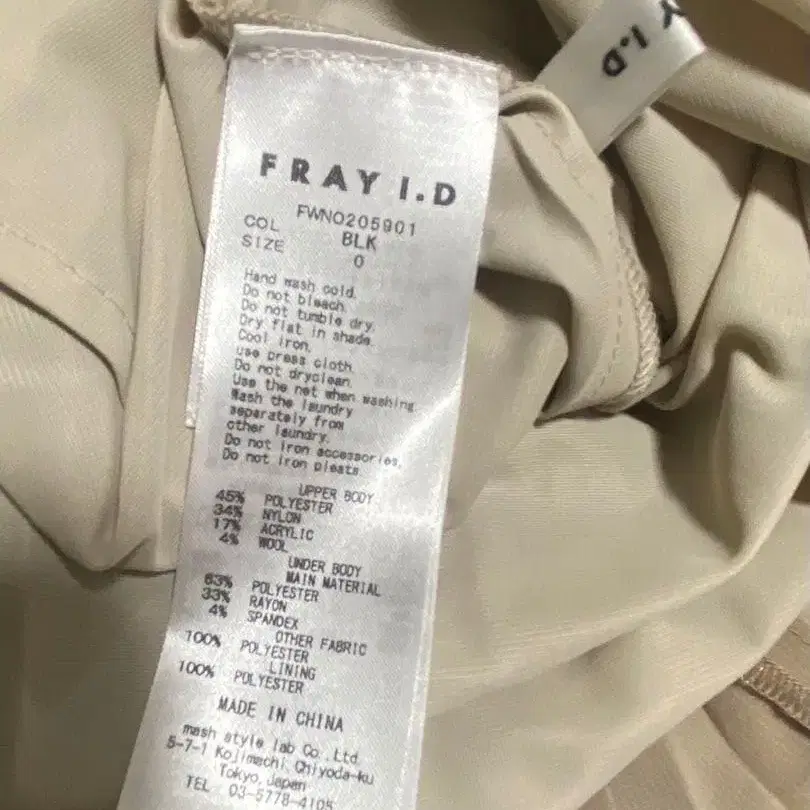 FRAY I.D
FWNO205901
COL BLK
SIZE 0
Hand wash cold.
Do not bleach.
Do not tumble dry.
Dry flat in shade.
Cool iron.
use press cloth.
Do not dryclean.
Use the net when washing.
Wash the laundry
separately from
other laundry.
Do not iron accessories.
Do not iron pleats.
UPPER BODY
45% POLYESTER
34% NYLON
17% ACRYLIC
4% WOOL
UNDER BODY
MAIN MATERIAL
63% POLYESTER
33% RAYON
4% SPANDEX
OTHER FABRIC
100% POLYESTER
LINING
100% POLYESTER
MADE IN CHINA
mash style lab Co.,Ltd.
5-7-1 Kojimachi Chiyoda-ku
Tokyo,Japan
TEL 03-5778-4105
Y I.D